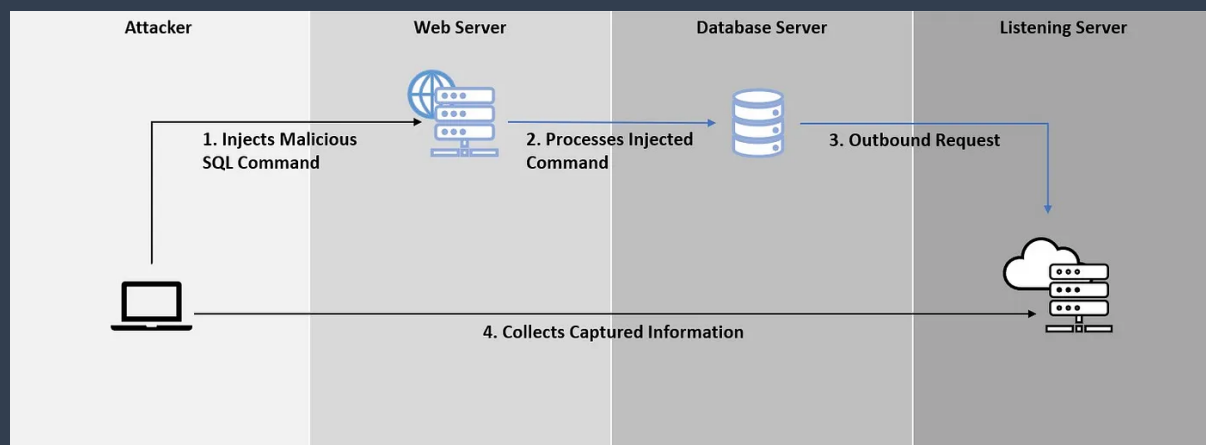 Attacker
Web Server
Database Server
Listening Server
1. Injects Malicious
SQL Command
2. Processes Injected
Command
3. Outbound Request
4. Collects Captured Information